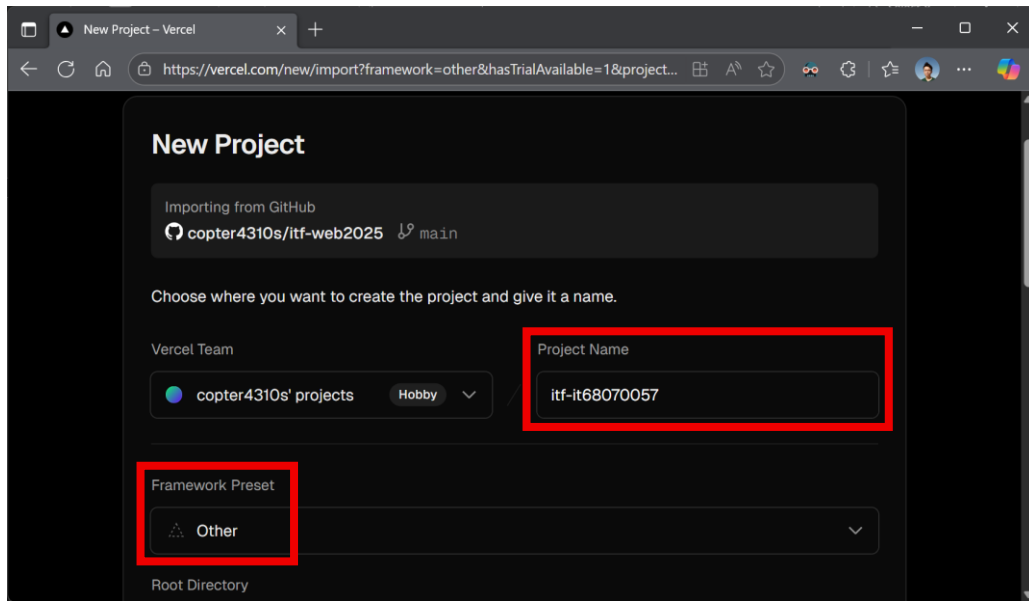 New Project – Vercel
https://vercel.com/new/import?framework=other&hasTrialAvailable=1&project...
New Project
Importing from GitHub
copter4310s/itf-web2025 main
Choose where you want to create the project and give it a name.
Vercel Team
Project Name
copter4310s' projects Hobby
itf-it68070057
Framework Preset
Other
Root Directory